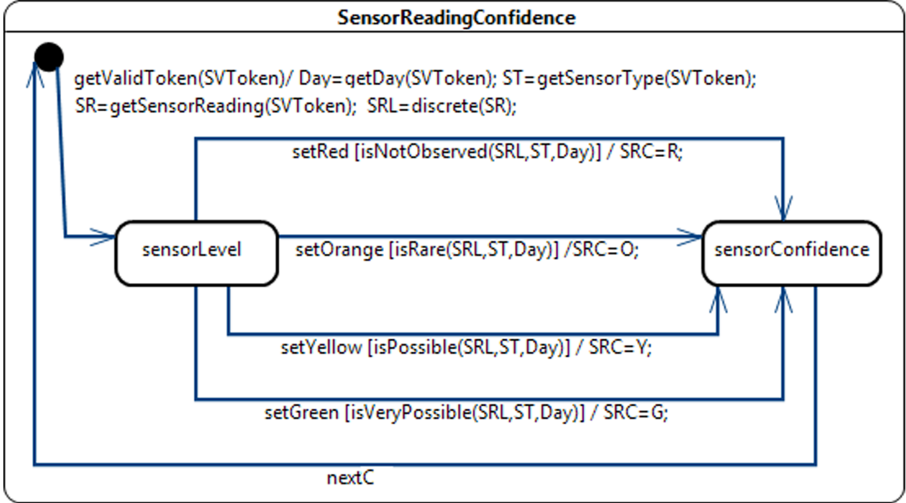 SensorReadingConfidence
getValidToken(SVToken)/ Day=getDay(SVToken); ST=getSensorType(SVToken);
SR=getSensorReading(SVToken); SRL=discrete(SR);
setRed [isNotObserved(SRL,ST,Day)] / SRC=R;
sensorLevel
setOrange [isRare(SRL,ST,Day)] /SRC=O;
sensorConfidence
setYellow [isPossible(SRL,ST,Day)] / SRC=Y;
setGreen [isVeryPossible(SRL,ST,Day)] / SRC=G;
nextC